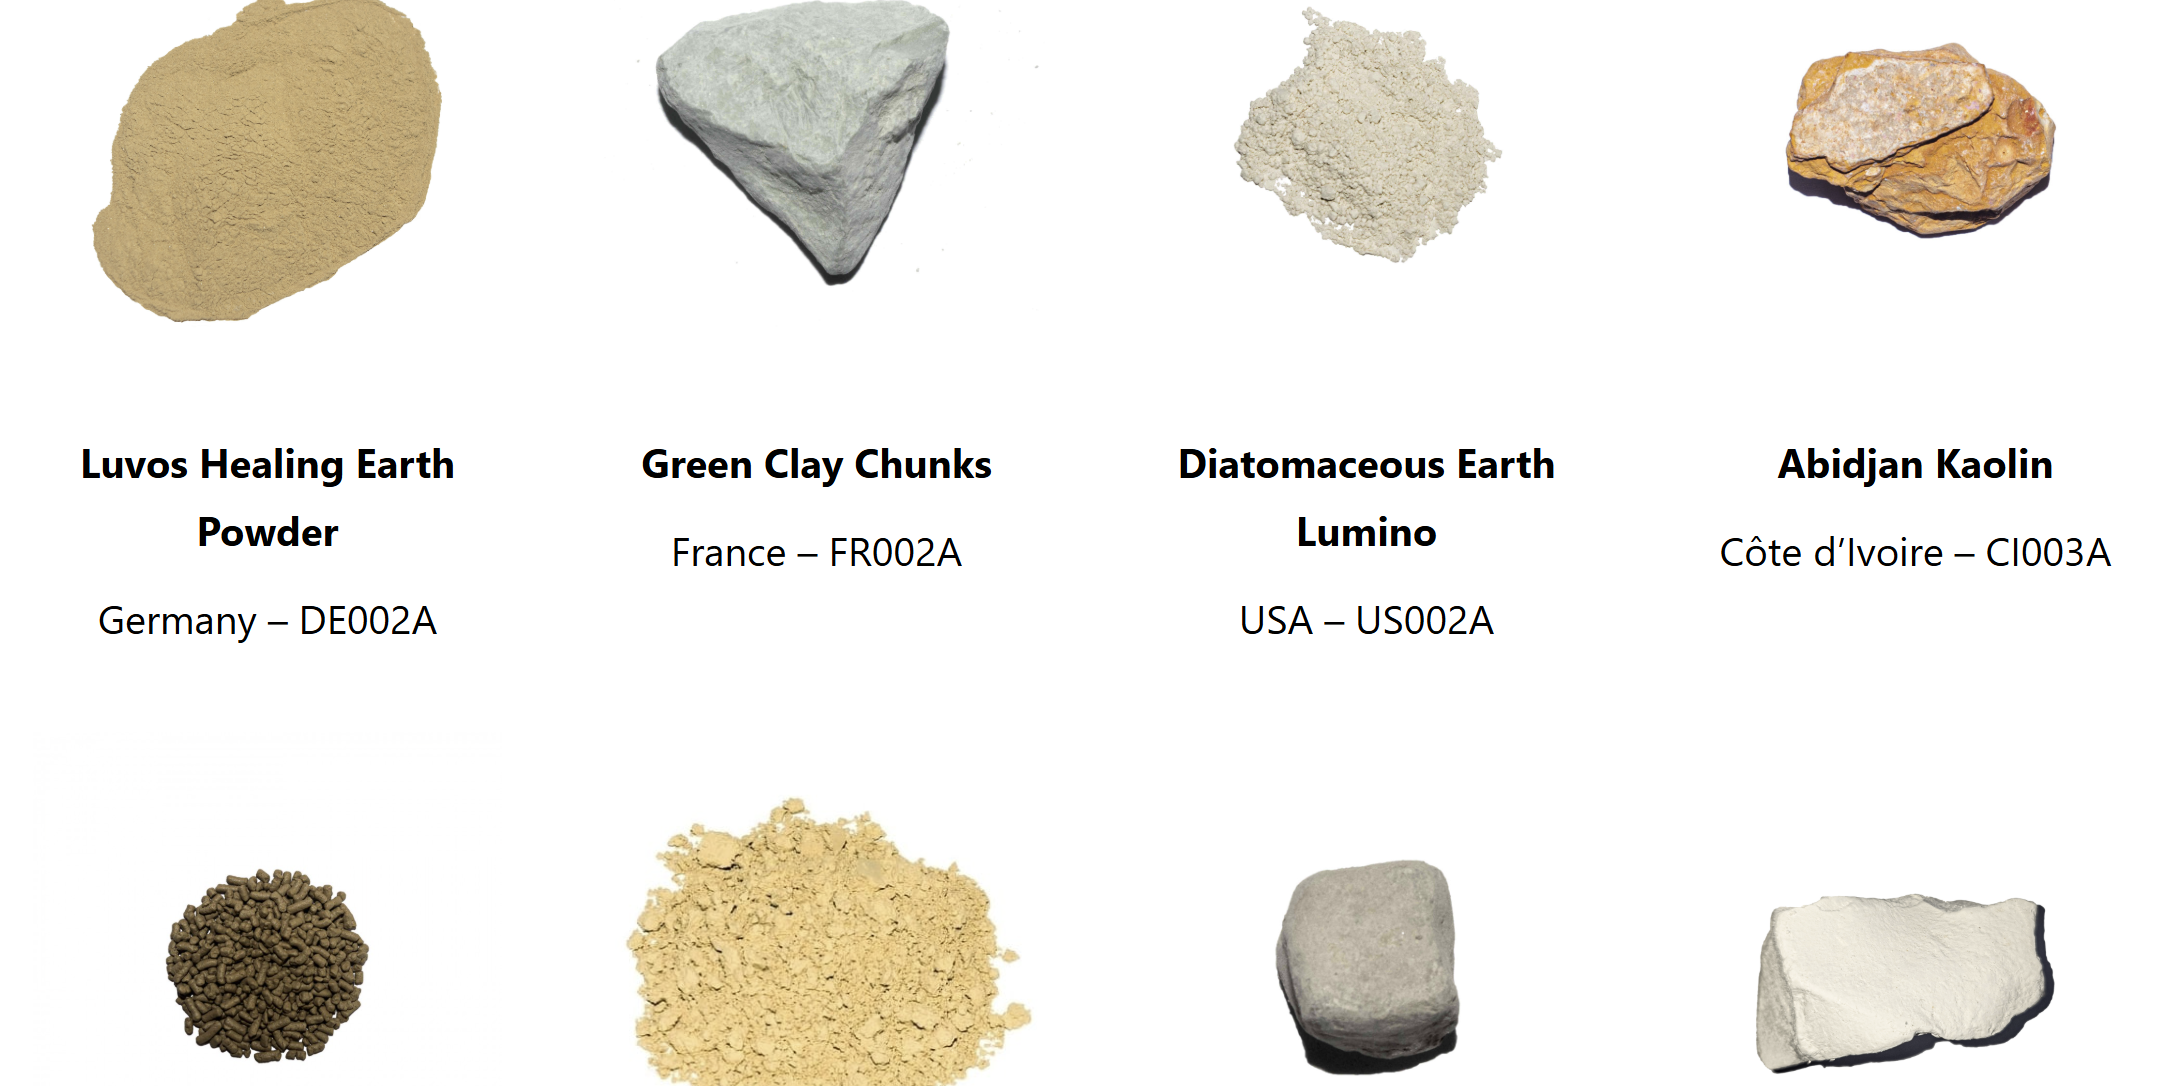 Luvos Healing Earth
Powder
Germany – DE002A
Green Clay Chunks
France – FR002A
Diatomaceous Earth
Lumino
USA – US002A
Abidjan Kaolin
Côte d’Ivoire – CI003A